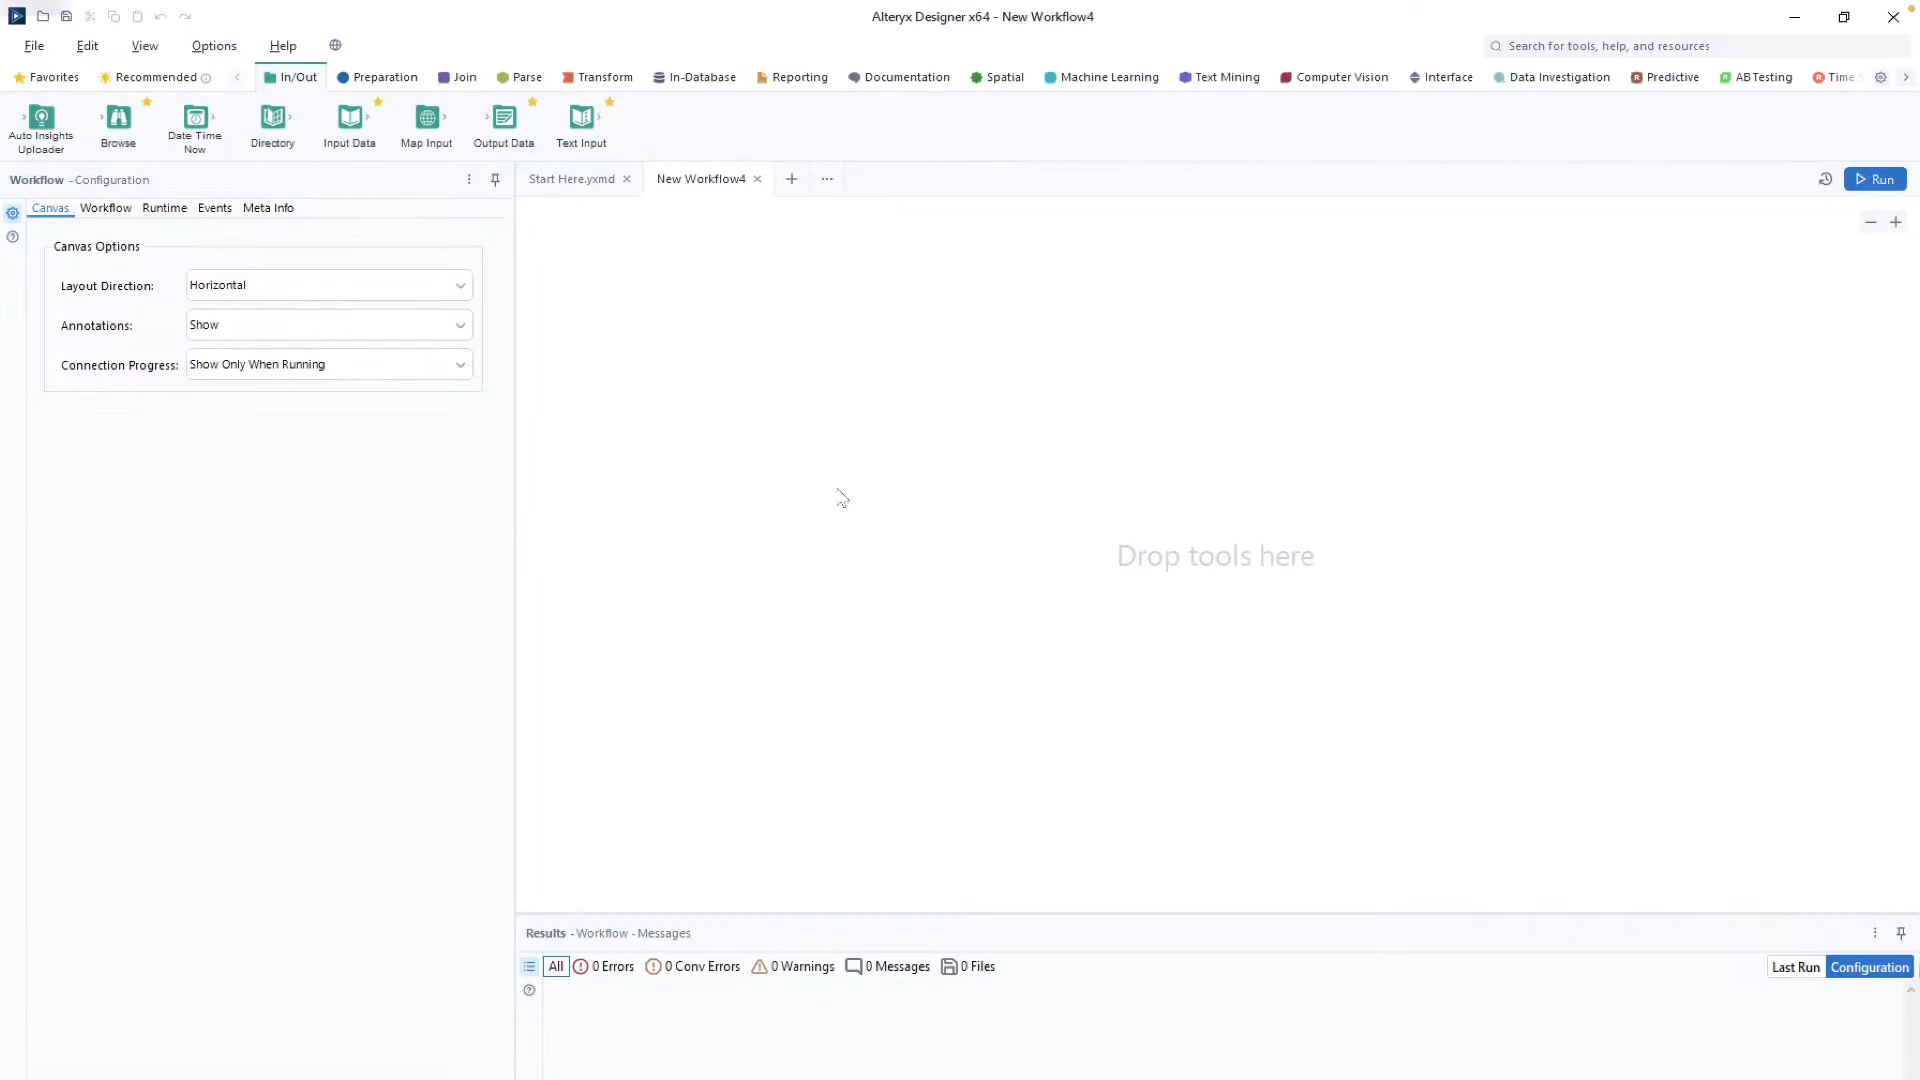 Alteryx Designer x64 - New Workflow4
File Edit View Options Help
Search for tools, help, and resources
Favorites Recommended In/Out Preparation Join Parse Transform In-Database Reporting Documentation Spatial Machine Learning Text Mining Computer Vision Interface Data Investigation Predictive AB Testing Time
Auto Insights Uploader
Browse
Date Time Now
Directory
Input Data
Map Input
Output Data
Text Input
Workflow - Configuration
Start Here.yxmd New Workflow4
Run
Canvas Workflow Runtime Events Meta Info
Canvas Options
Layout Direction: Horizontal
Annotations: Show
Connection Progress: Show Only When Running
Drop tools here
Results - Workflow - Messages
All 0 Errors 0 Conv Errors 0 Warnings 0 Messages 0 Files
Last Run Configuration